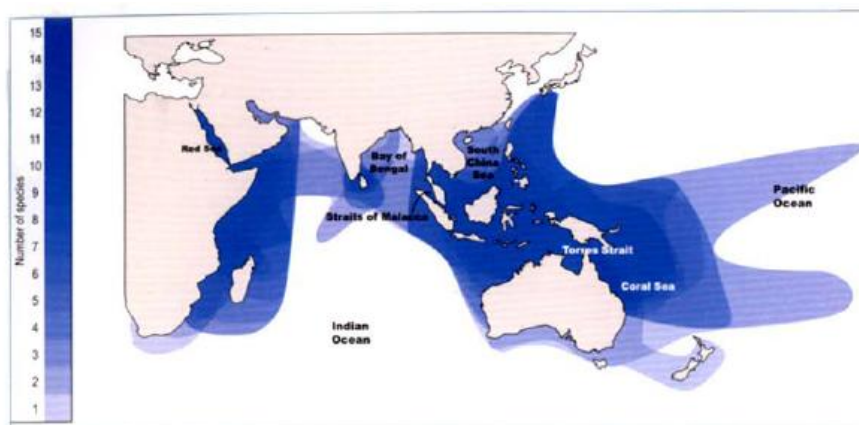 Number of species
15
14
13
12
11
10
9
8
7
6
5
4
3
2
1
Red Sea
Bay of
Bengal
South
China
Sea
Straits of Malacca
Pacific
Ocean
Torres Strait
Coral Sea
Indian
Ocean